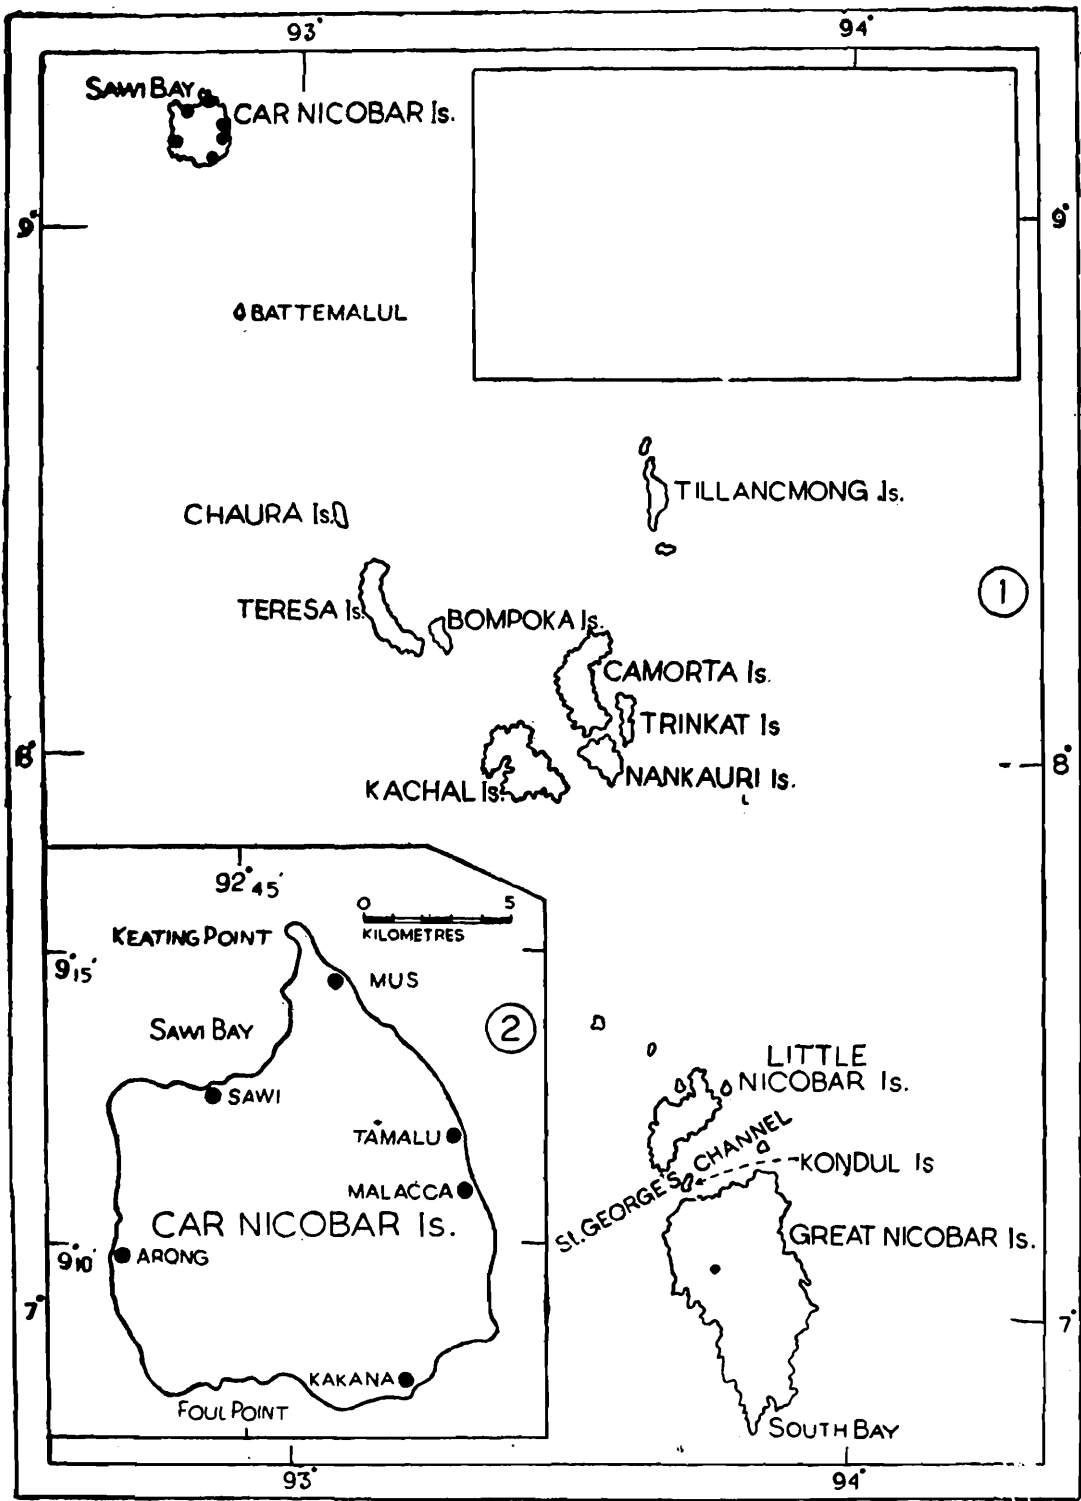 93°
94°
SAWI BAY
CAR NICOBAR Is.
9°
9°
BATTEMALUL
TILLANCMONG Is.
CHAURA Is.
1
TERESA Is.
BOMPOKA Is.
CAMORTA Is.
TRINKAT Is
8°
8°
NANKAURI Is.
KACHAL Is.
92° 45'
0 5
KILOMETRES
KEATING POINT
9° 15'
MUS
2
SAWI BAY
LITTLE
NICOBAR Is.
SAWI
TAMALU
St. GEORGE'S CHANNEL
KONDUL Is
MALACCA
CAR NICOBAR Is.
GREAT NICOBAR Is.
9° 10'
ARONG
7°
7°
KAKANA
FOUL POINT
SOUTH BAY
93°
94°